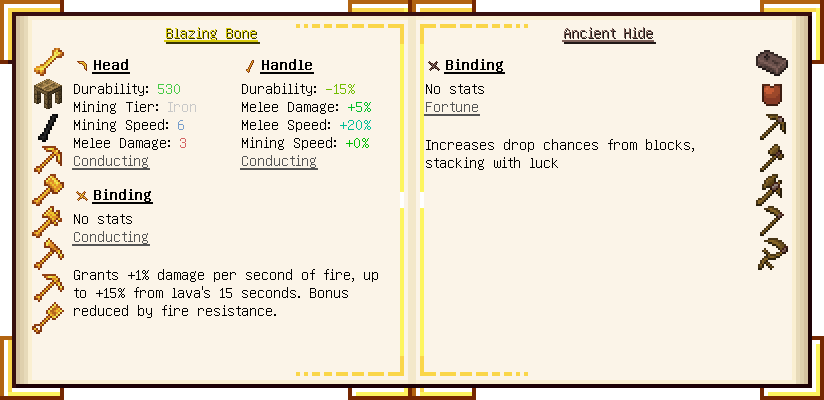 Blazing Bone
Head
Durability: 530
Mining Tier: Iron
Mining Speed: 6
Melee Damage: 3
Conducting
Handle
Durability: -15%
Melee Damage: +5%
Melee Speed: +20%
Mining Speed: +0%
Conducting
Binding
No stats
Conducting
Grants +1% damage per second of fire, up
to +15% from lava's 15 seconds. Bonus
reduced by fire resistance.
Ancient Hide
Binding
No stats
Fortune
Increases drop chances from blocks,
stacking with luck